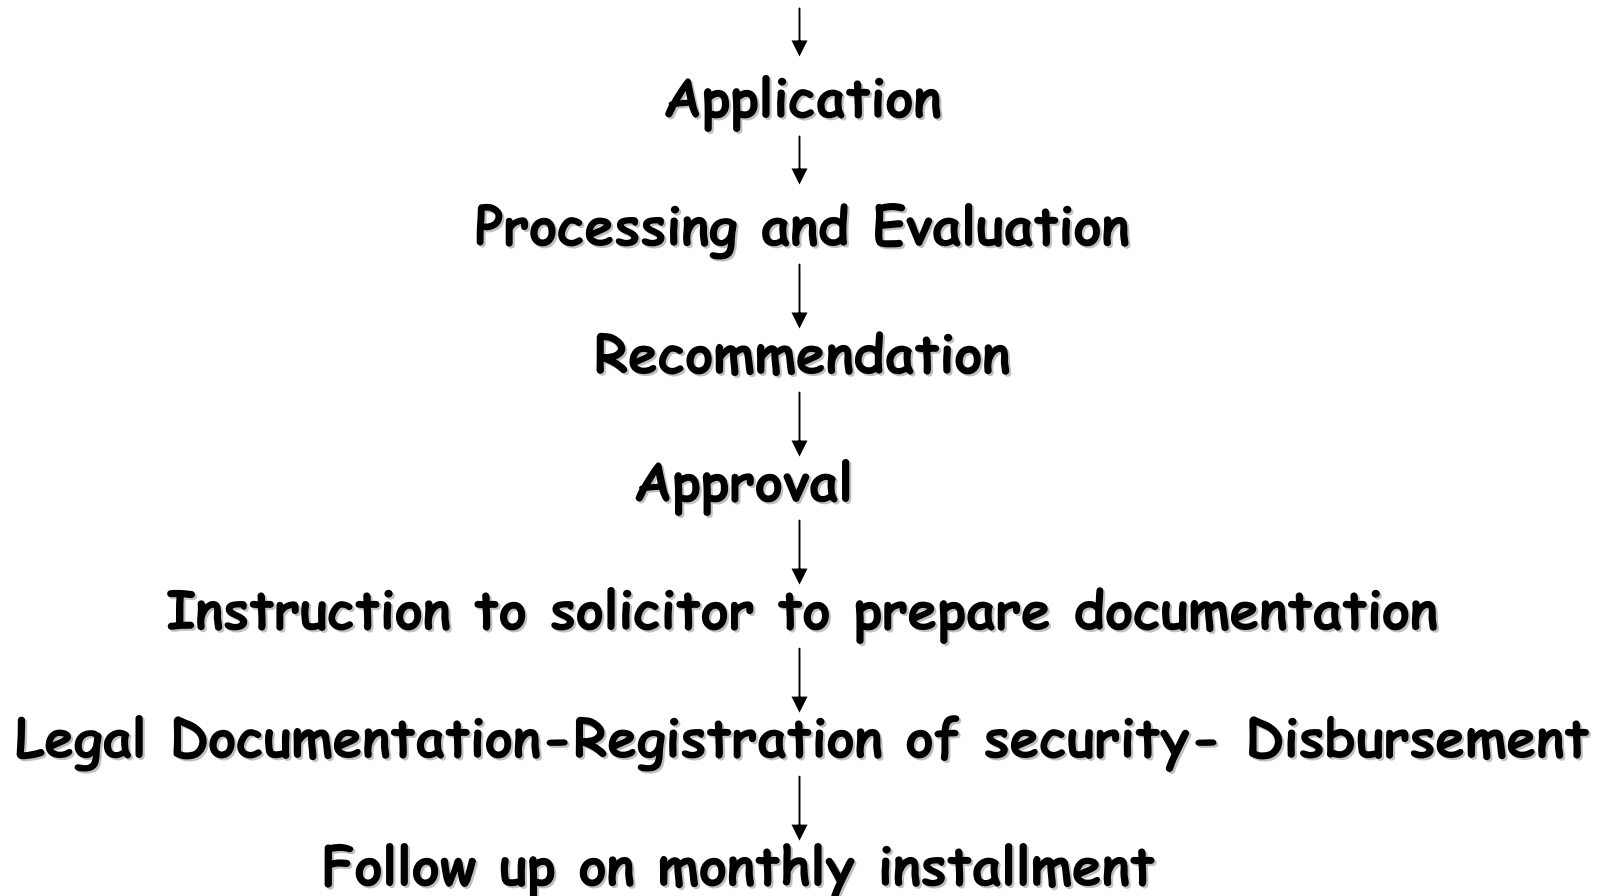 Application
Processing and Evaluation
Recommendation
Approval
Instruction to solicitor to prepare documentation
Legal Documentation-Registration of security- Disbursement
Follow up on monthly installment